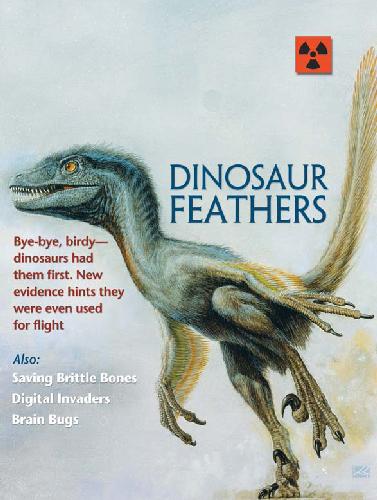 DINOSAUR
FEATHERS
Bye-bye, birdy—
dinosaurs had
them first. New
evidence hints they
were even used
for flight
Also:
Saving Brittle Bones
Digital Invaders
Brain Bugs